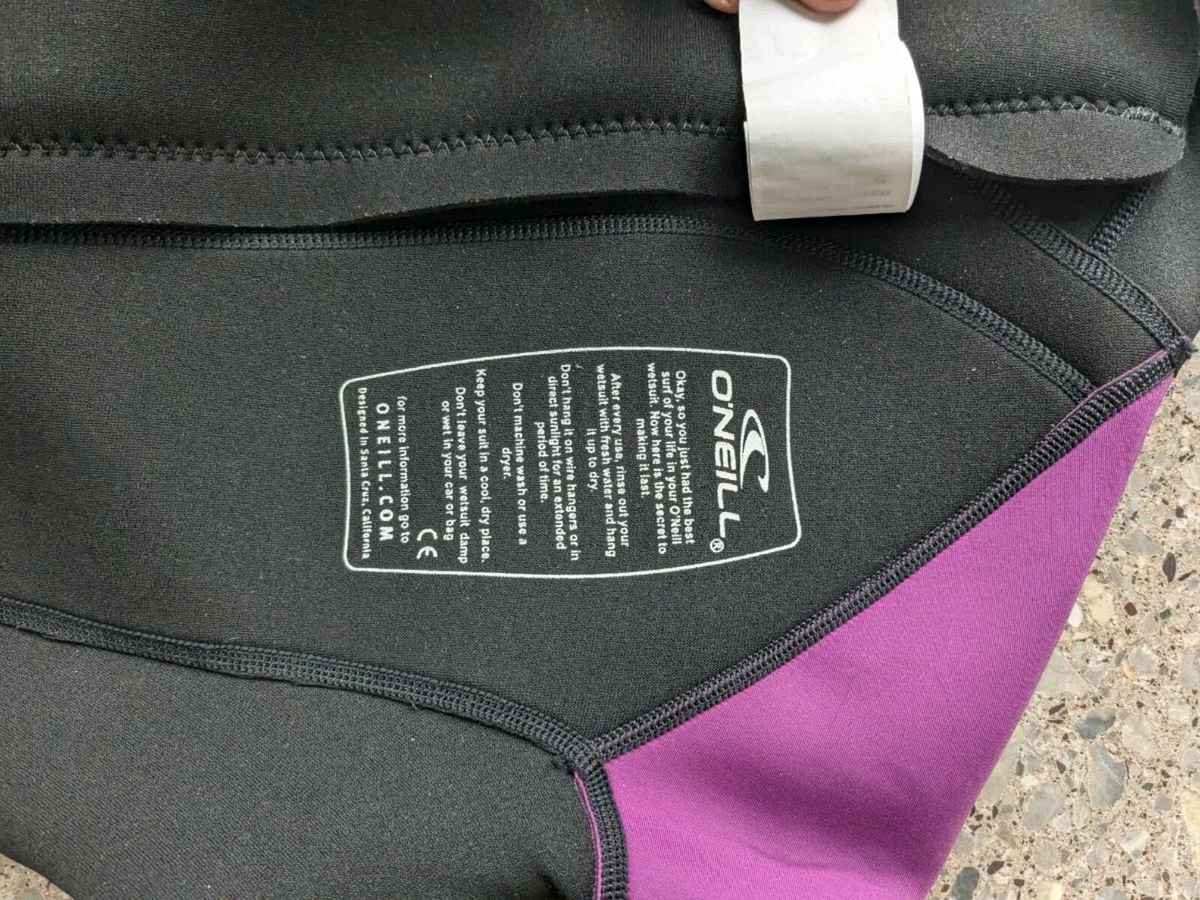 O'NEILL®
Okay, so you just had the best
surf of your life in your O'Neill
wetsuit. Now here is the secret to
making it last.
After every use, rinse out your
wetsuit with fresh water and hang
it up to dry.
Don't hang it on wire hangers or in
direct sunlight for an extended
period of time.
Don't machine wash or use a
dryer.
Keep your suit in a cool, dry place.
Don't leave your wetsuit damp
or wet in your car or bag
CE
for more information go to
ONEILL.COM
Designed in Santa Cruz, California